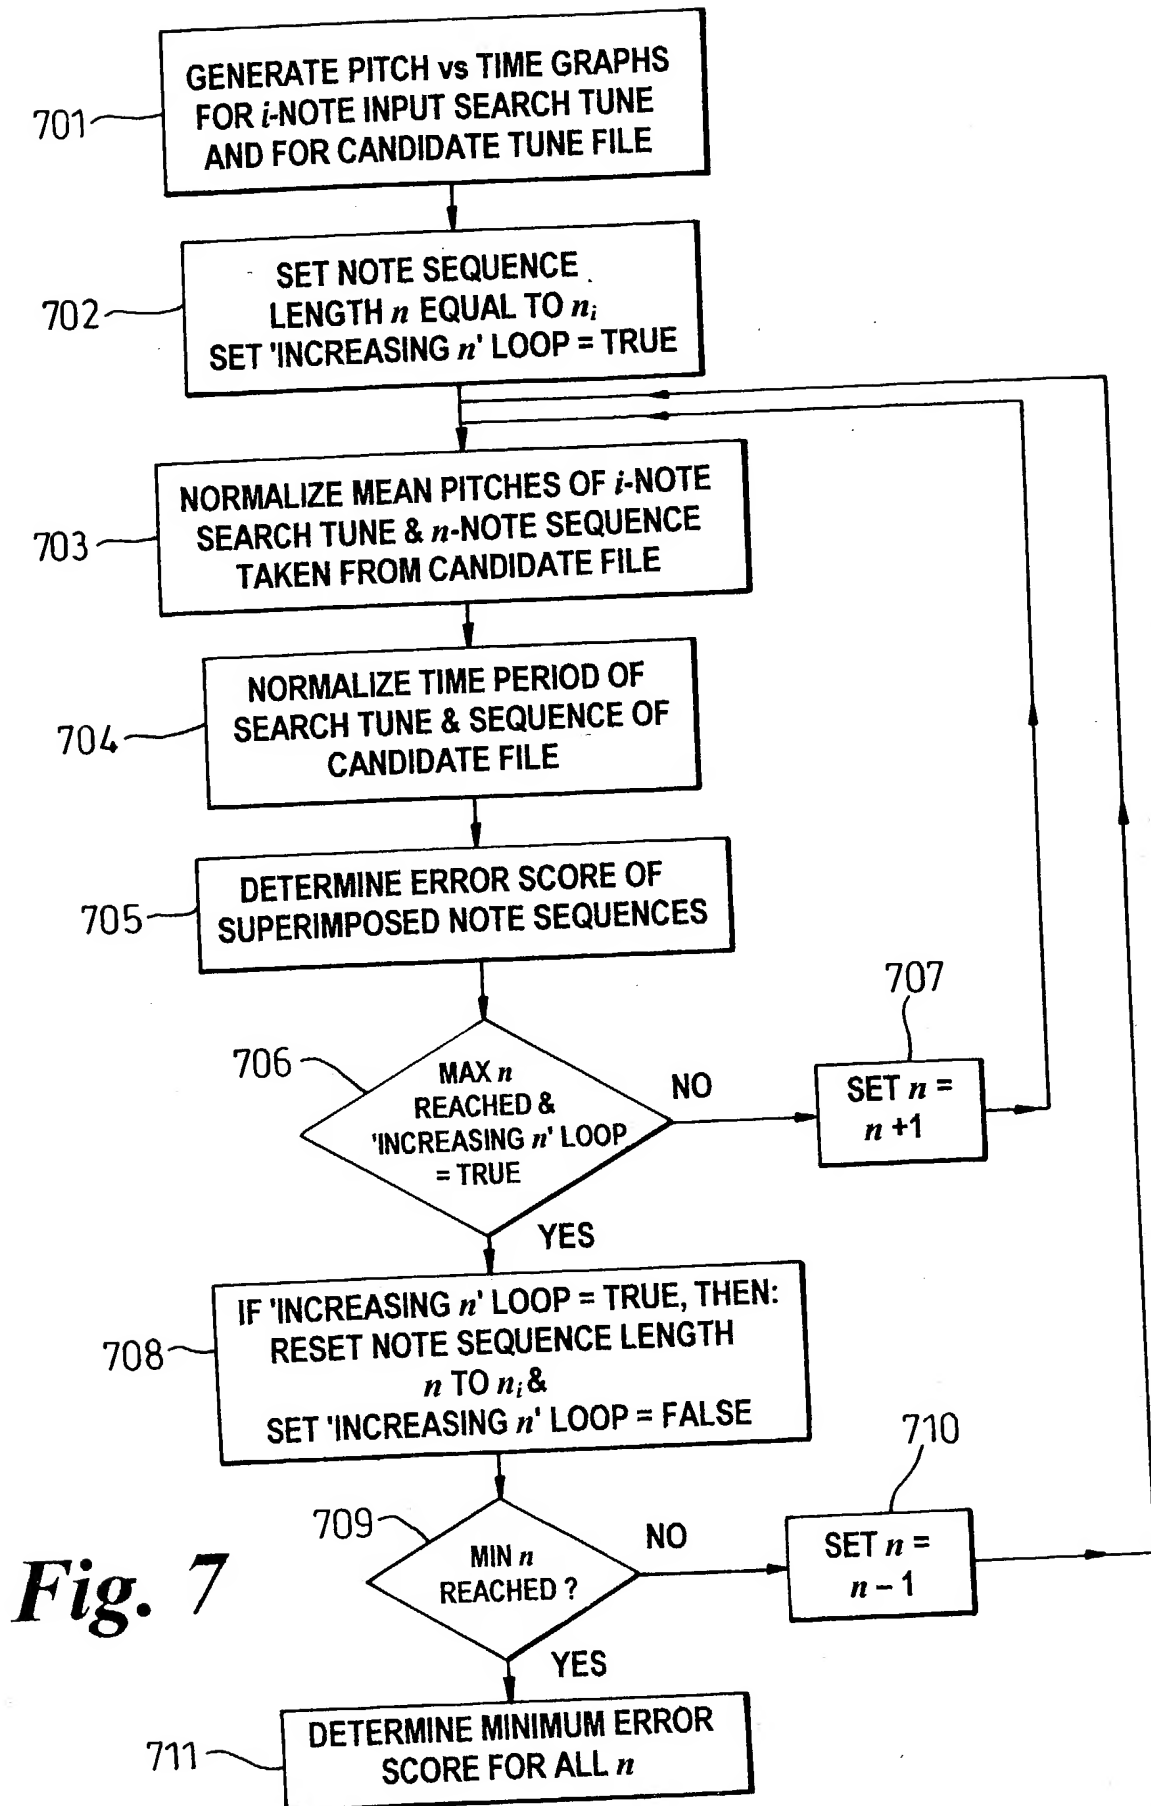 701
GENERATE PITCH vs TIME GRAPHS
FOR i-NOTE INPUT SEARCH TUNE
AND FOR CANDIDATE TUNE FILE
702
SET NOTE SEQUENCE
LENGTH n EQUAL TO nᵢ
SET 'INCREASING n' LOOP = TRUE
703
NORMALIZE MEAN PITCHES OF i-NOTE
SEARCH TUNE & n-NOTE SEQUENCE
TAKEN FROM CANDIDATE FILE
704
NORMALIZE TIME PERIOD OF
SEARCH TUNE & SEQUENCE OF
CANDIDATE FILE
705
DETERMINE ERROR SCORE OF
SUPERIMPOSED NOTE SEQUENCES
706
MAX n
REACHED &
'INCREASING n' LOOP
= TRUE
NO
707
SET n =
n +1
YES
708
IF 'INCREASING n' LOOP = TRUE, THEN:
RESET NOTE SEQUENCE LENGTH
n TO nᵢ &
SET 'INCREASING n' LOOP = FALSE
709
MIN n
REACHED ?
NO
710
SET n =
n – 1
YES
711
DETERMINE MINIMUM ERROR
SCORE FOR ALL n
Fig. 7